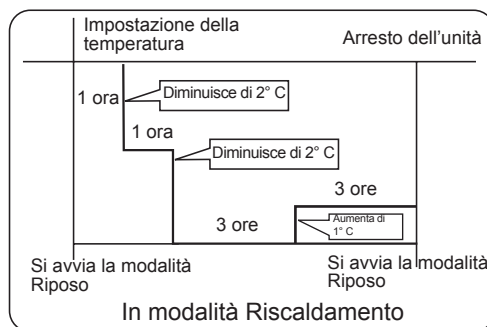 Impostazione della
temperatura
Arresto dell'unità
1 ora
Diminuisce di 2° C
1 ora
Diminuisce di 2° C
3 ore
3 ore
Aumenta di
1° C
Si avvia la modalità
Riposo
Si avvia la modalità
Riposo
In modalità Riscaldamento